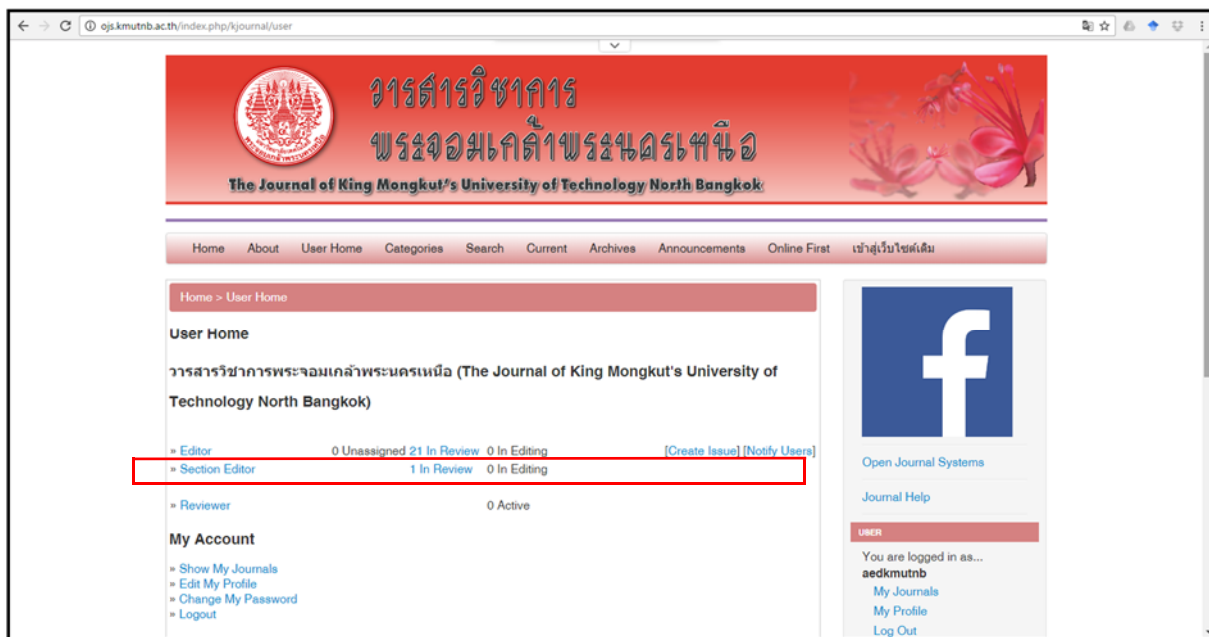 ojs.kmutnb.ac.th/index.php/kjournal/user
วารสารวิชาการ
พระจอมเกล้าพระนครเหนือ
The Journal of King Mongkut's University of Technology North Bangkok
Home About User Home Categories Search Current Archives Announcements Online First เข้าสู่เว็บไซต์เดิม
Home > User Home
User Home
วารสารวิชาการพระจอมเกล้าพระนครเหนือ (The Journal of King Mongkut's University of
Technology North Bangkok)
» Editor 0 Unassigned 21 In Review 0 In Editing [Create Issue] [Notify Users]
» Section Editor 1 In Review 0 In Editing
» Reviewer 0 Active
My Account
» Show My Journals
» Edit My Profile
» Change My Password
» Logout
Open Journal Systems
Journal Help
USER
You are logged in as...
aedkmutnb
My Journals
My Profile
Log Out